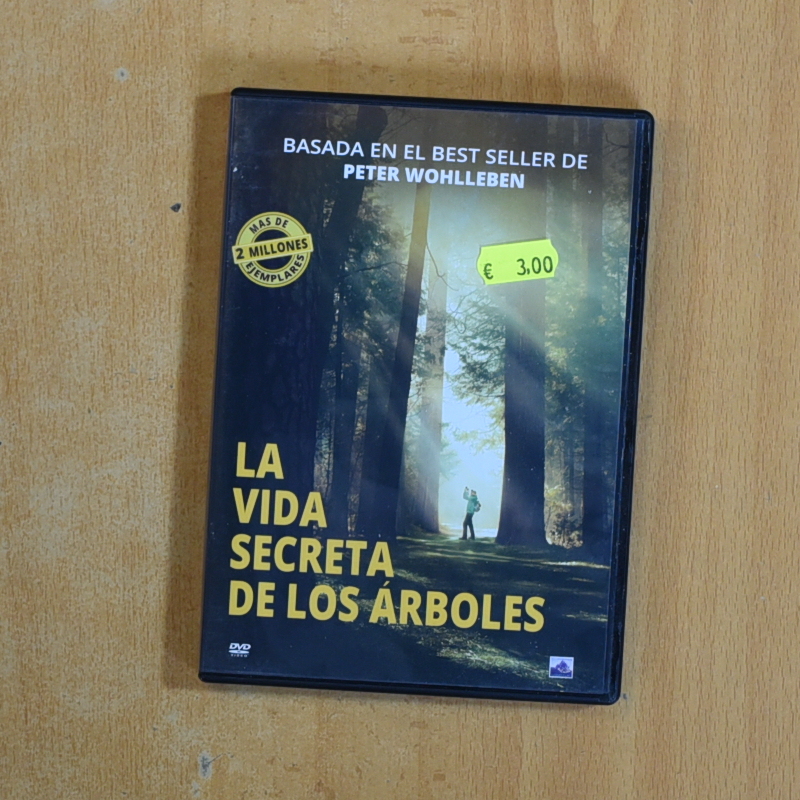 BASADA EN EL BEST SELLER DE
PETER WOHLLEBEN
MAS DE
2 MILLONES
EJEMPLARES
€ 3,00
LA
VIDA
SECRETA
DE LOS ÁRBOLES
DVD
VIDEO